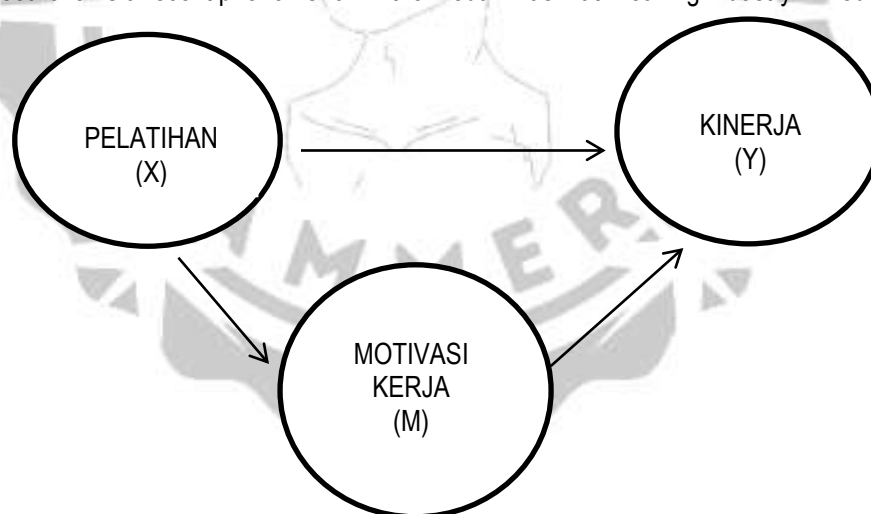 PELATIHAN
(X)
KINERJA
(Y)
MOTIVASI
KERJA
(M)